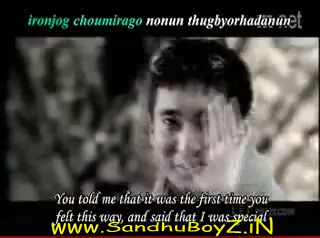 ironjog choumirago nonun thugbyorhadanun
net
You told me that it was the first time you
felt this way, and said that I was special
www.SandhuBoyZ.iN